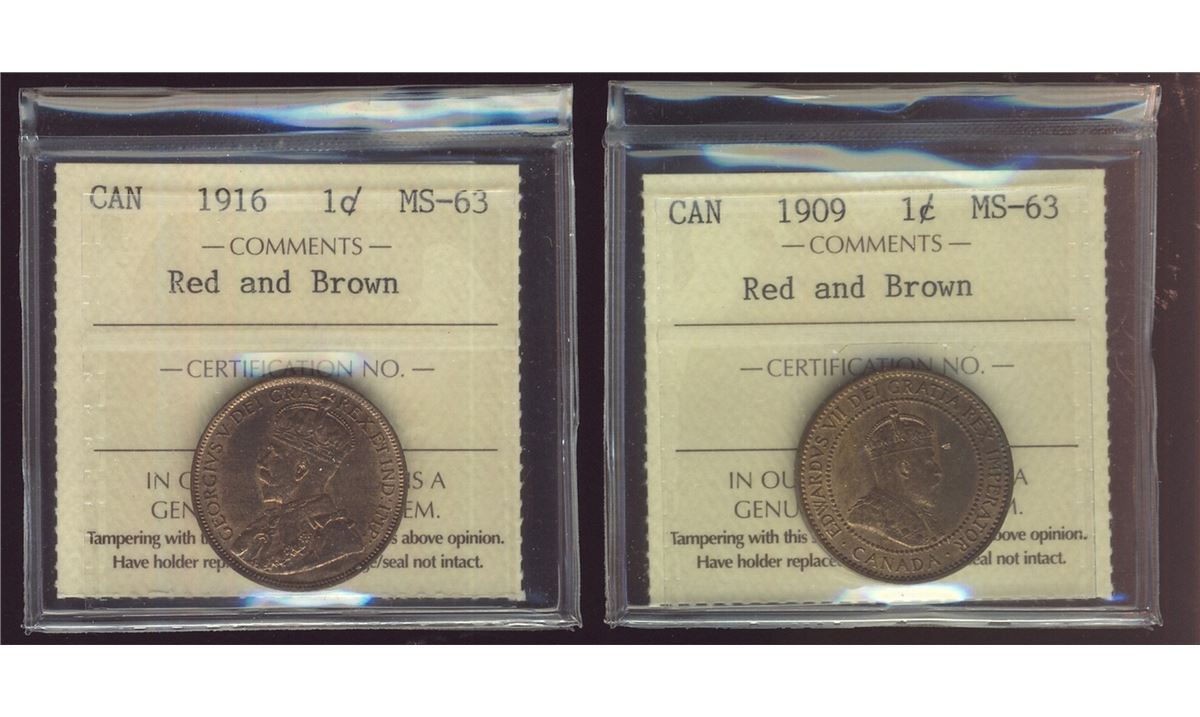 CAN 1916 1¢ MS-63
— COMMENTS —
Red and Brown
— CERTIFICATION NO. —
IN O S A
GEN EM.
Tampering with t s above opinion.
Have holder rep e/seal not intact.
GEORGIVS V DEI GRA: REX ET IND: IMP:
CAN 1909 1¢ MS-63
— COMMENTS —
Red and Brown
— CERTIFICATION NO. —
IN OU A
GENU M.
Tampering with this bove opinion.
Have holder replace eal not intact.
EDWARDVS VII DEI GRATIA REX IMPERATOR
CANADA